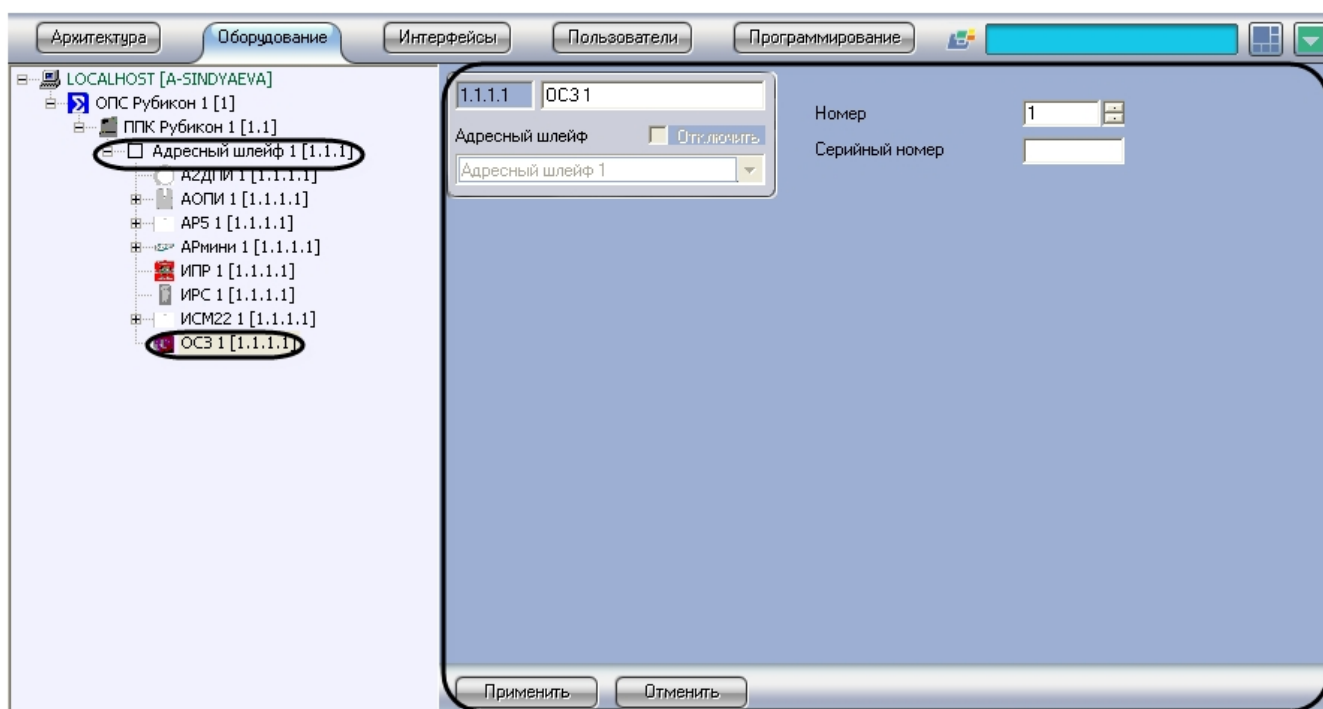 Архитектура Оборудование Интерфейсы Пользователи Программирование
LOCALHOST [A-SINDYAEVA]
ОПС Рубикон 1 [1]
ППК Рубикон 1 [1.1]
Адресный шлейф 1 [1.1.1]
А2ДПИ 1 [1.1.1.1]
АОПИ 1 [1.1.1.1]
АР5 1 [1.1.1.1]
АРмини 1 [1.1.1.1]
ИПР 1 [1.1.1.1]
ИРС 1 [1.1.1.1]
ИСМ22 1 [1.1.1.1]
ОСЗ 1 [1.1.1.1]
1.1.1.1 ОСЗ 1
Адресный шлейф Отключить
Адресный шлейф 1
Номер 1
Серийный номер
Применить Отменить